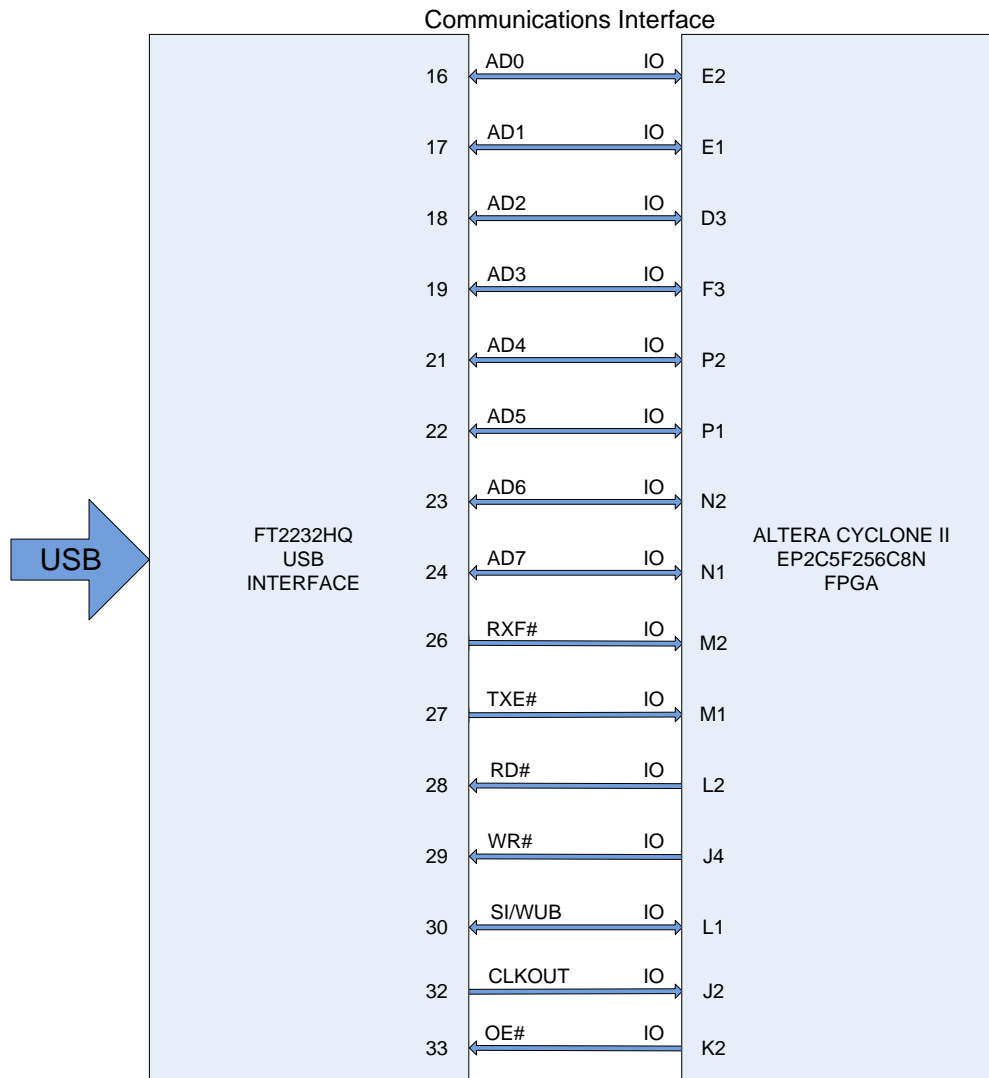 Communications Interface
16 AD0 IO E2
17 AD1 IO E1
18 AD2 IO D3
19 AD3 IO F3
21 AD4 IO P2
22 AD5 IO P1
23 AD6 IO N2
USB
FT2232HQ
USB
INTERFACE
ALTERA CYCLONE II
EP2C5F256C8N
FPGA
24 AD7 IO N1
26 RXF# IO M2
27 TXE# IO M1
28 RD# IO L2
29 WR# IO J4
30 SI/WUB IO L1
32 CLKOUT IO J2
33 OE# IO K2